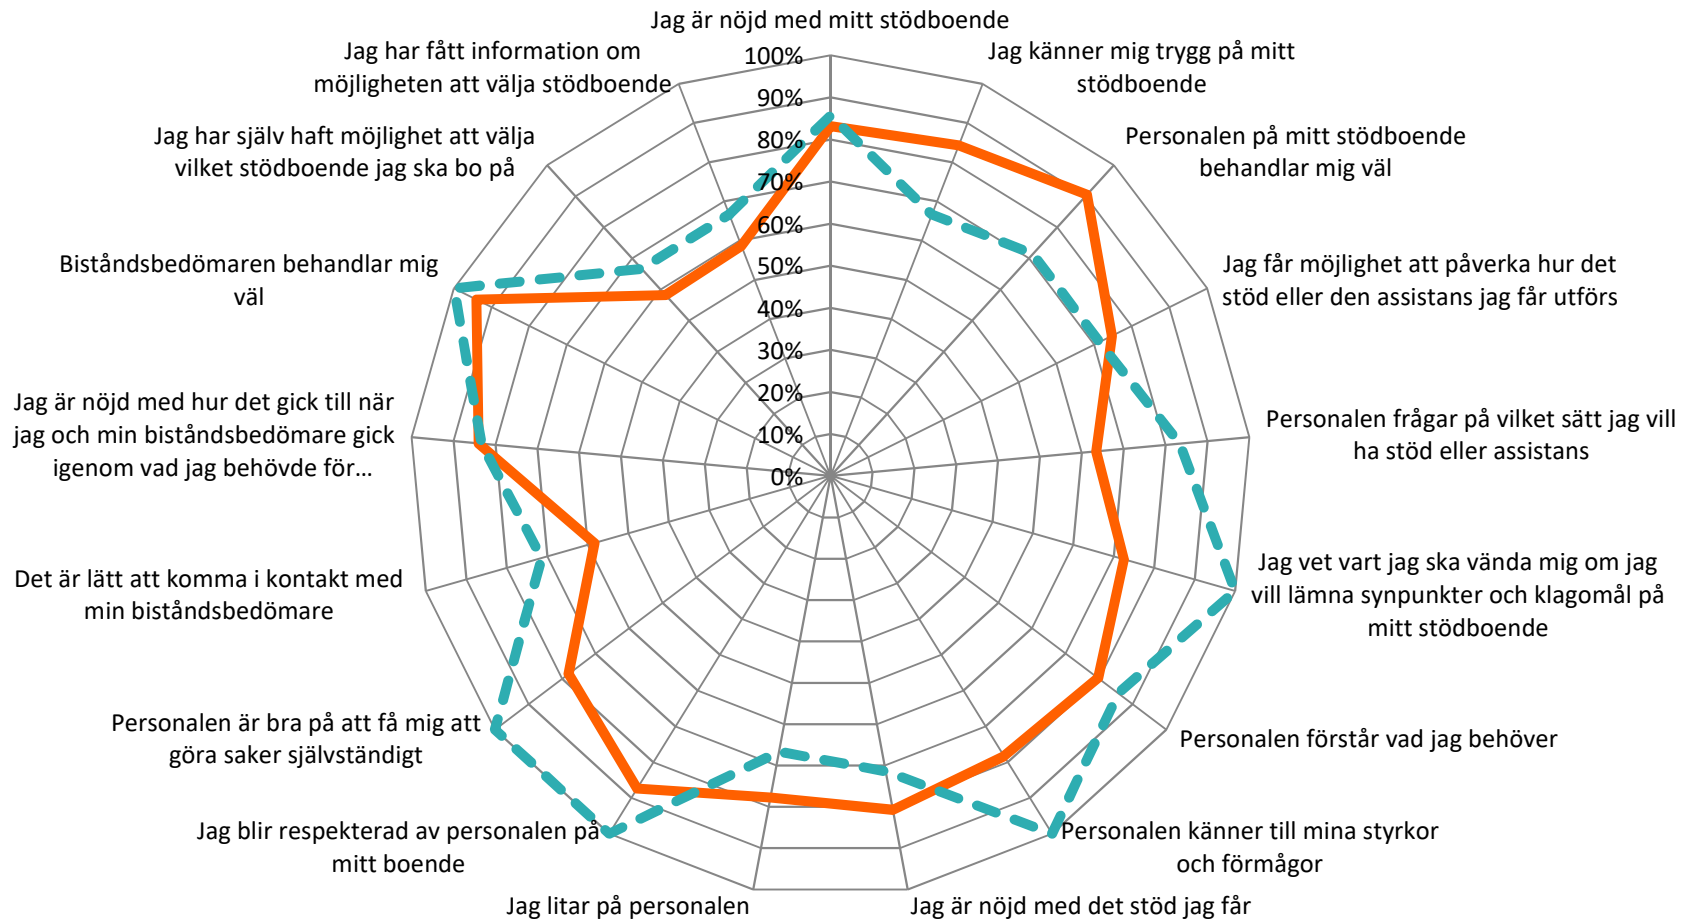 Jag är nöjd med mitt stödboende
Jag känner mig trygg på mitt
stödboende
Personalen på mitt stödboende
behandlar mig väl
Jag får möjlighet att påverka hur det
stöd eller den assistans jag får utförs
Personalen frågar på vilket sätt jag vill
ha stöd eller assistans
Jag vet vart jag ska vända mig om jag
vill lämna synpunkter och klagomål på
mitt stödboende
Personalen förstår vad jag behöver
Personalen känner till mina styrkor
och förmågor
Jag är nöjd med det stöd jag får
Jag litar på personalen
Jag blir respekterad av personalen på
mitt boende
Personalen är bra på att få mig att
göra saker självständigt
Det är lätt att komma i kontakt med
min biståndsbedömare
Jag är nöjd med hur det gick till när
jag och min biståndsbedömare gick
igenom vad jag behövde för...
Biståndsbedömaren behandlar mig
väl
Jag har själv haft möjlighet att välja
vilket stödboende jag ska bo på
Jag har fått information om
möjligheten att välja stödboende
100%
90%
80%
70%
60%
50%
40%
30%
20%
10%
0%